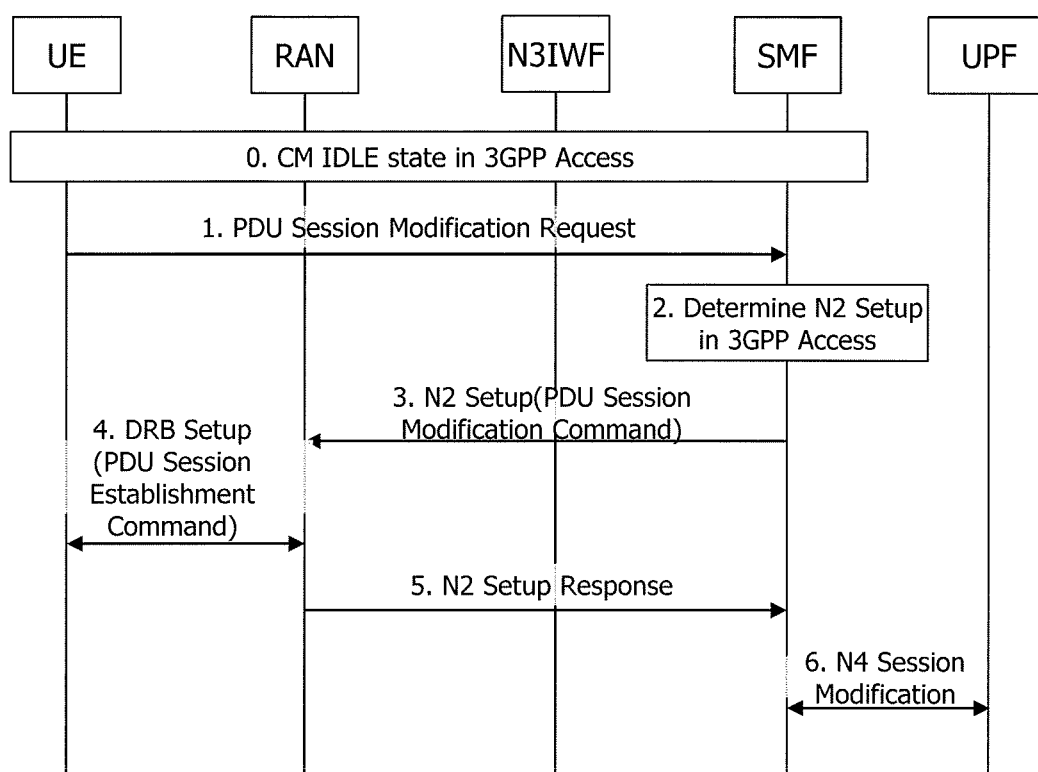 UE
RAN
N3IWF
SMF
UPF
0. CM IDLE state in 3GPP Access
1. PDU Session Modification Request
2. Determine N2 Setup
in 3GPP Access
3. N2 Setup(PDU Session
Modification Command)
4. DRB Setup
(PDU Session
Establishment
Command)
5. N2 Setup Response
6. N4 Session
Modification